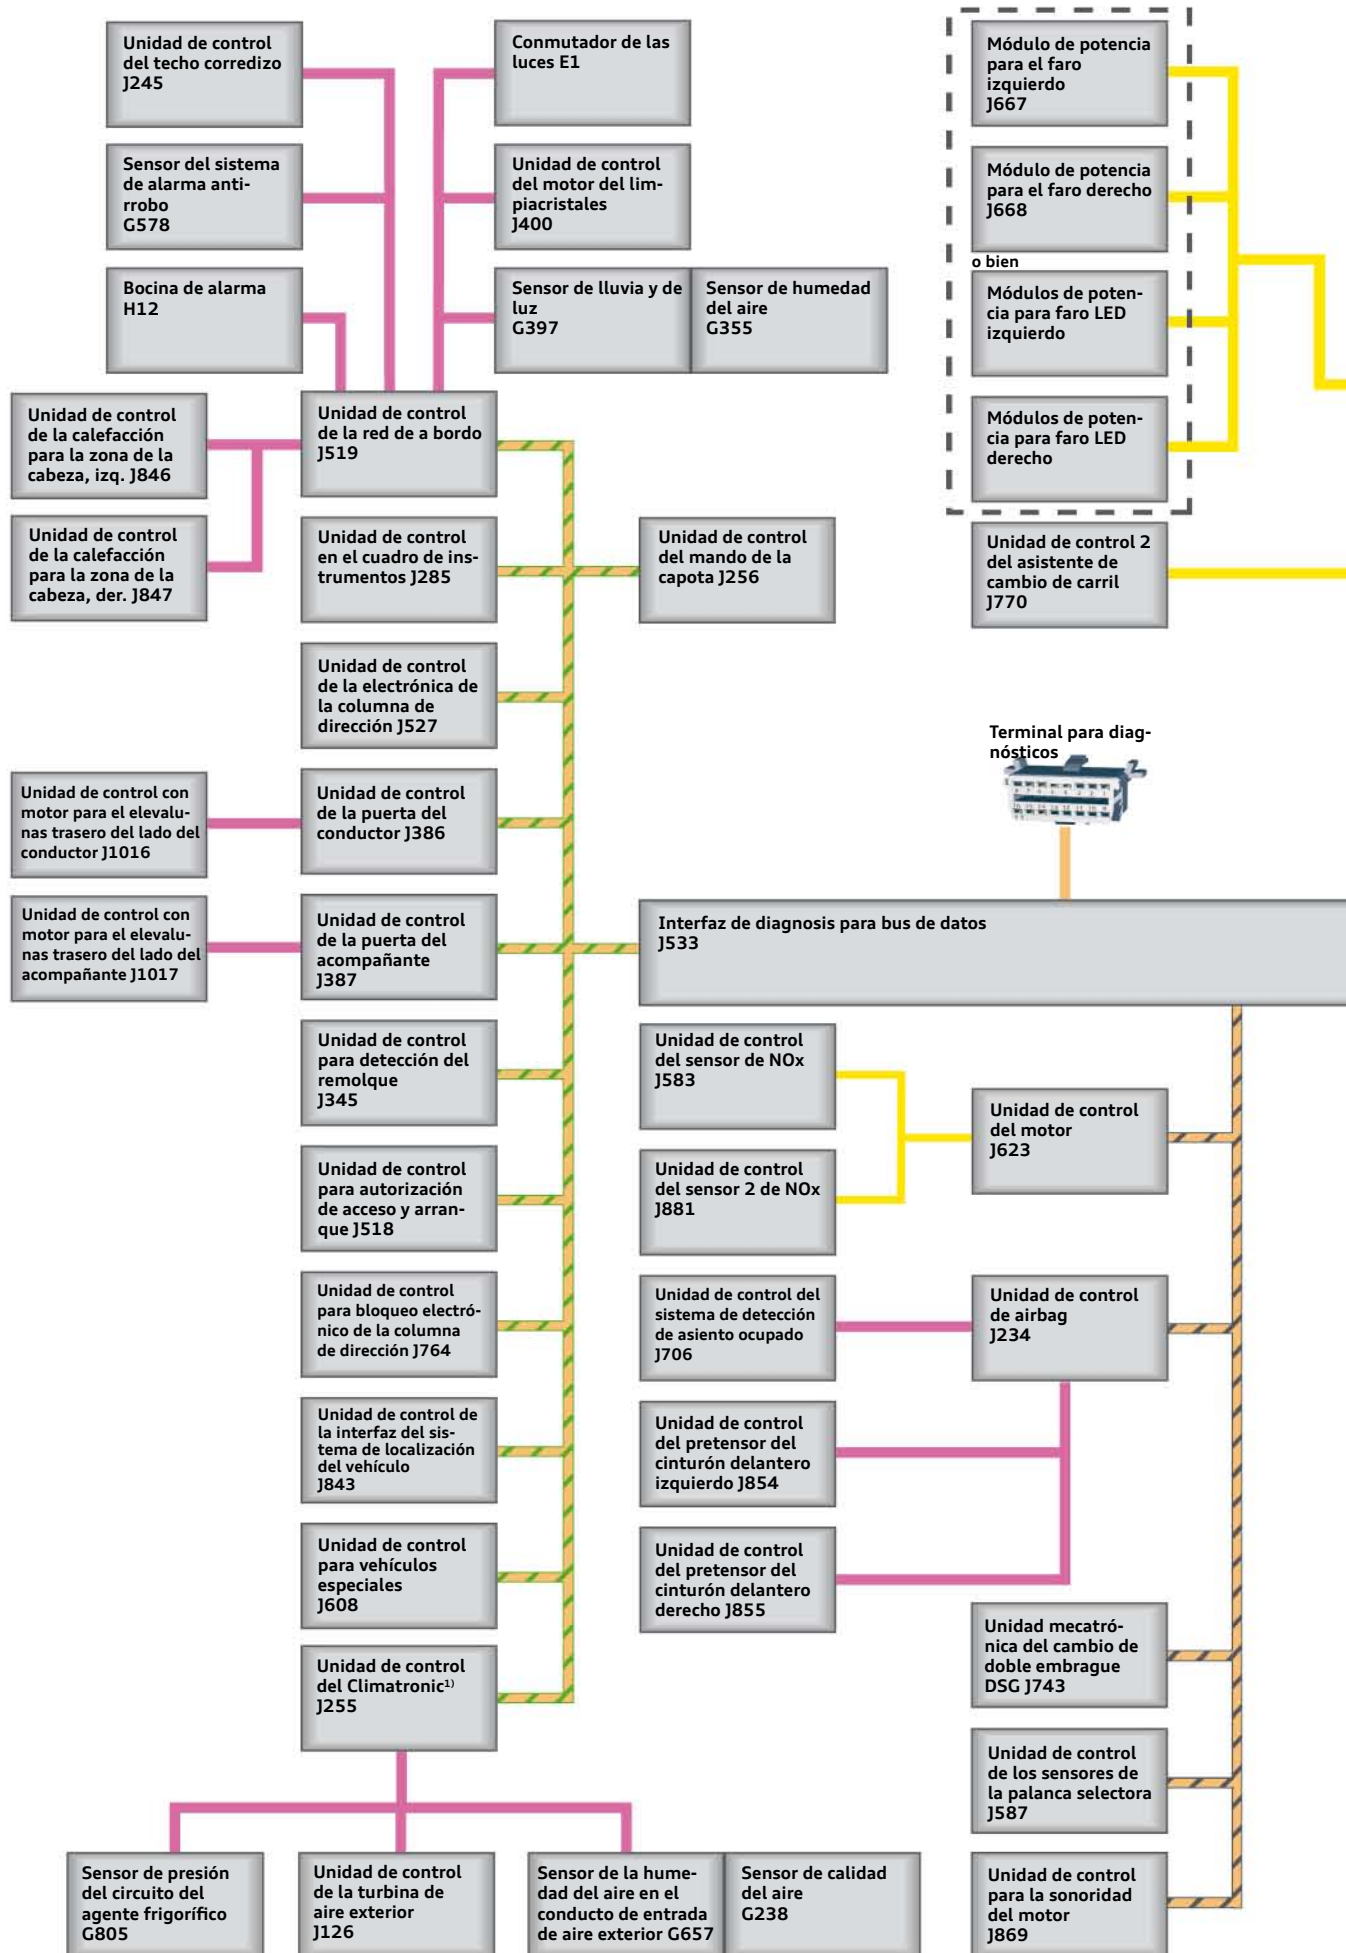 Unidad de control
del techo corredizo
J245
Conmutador de las
luces E1
Módulo de potencia
para el faro
izquierdo
J667
Sensor del sistema
de alarma anti-
rrobo
G578
Unidad de control
del motor del lim-
piacristales
J400
Módulo de potencia
para el faro derecho
J668
o bien
Bocina de alarma
H12
Sensor de lluvia y de
luz
G397
Sensor de humedad
del aire
G355
Módulos de poten-
cia para faro LED
izquierdo
Unidad de control
de la calefacción
para la zona de la
cabeza, izq. J846
Unidad de control
de la red de a bordo
J519
Módulos de poten-
cia para faro LED
derecho
Unidad de control
de la calefacción
para la zona de la
cabeza, der. J847
Unidad de control
en el cuadro de ins-
trumentos J285
Unidad de control
del mando de la
capota J256
Unidad de control 2
del asistente de
cambio de carril
J770
Unidad de control
de la electrónica de
la columna de
dirección J527
Terminal para diag-
nósticos
Unidad de control con
motor para el elevalu-
nas trasero del lado del
conductor J1016
Unidad de control
de la puerta del
conductor J386
Unidad de control con
motor para el elevalu-
nas trasero del lado del
acompañante J1017
Unidad de control
de la puerta del
acompañante
J387
Interfaz de diagnosis para bus de datos
J533
Unidad de control
para detección del
remolque
J345
Unidad de control
del sensor de NOx
J583
Unidad de control
del motor
J623
Unidad de control
para autorización
de acceso y arran-
que J518
Unidad de control
del sensor 2 de NOx
J881
Unidad de control
para bloqueo electró-
nico de la columna
de dirección J764
Unidad de control del
sistema de detección
de asiento ocupado
J706
Unidad de control
de airbag
J234
Unidad de control de
la interfaz del sis-
tema de localización
del vehículo
J843
Unidad de control
del pretensor del
cinturón delantero
izquierdo J854
Unidad de control
para vehículos
especiales
J608
Unidad de control
del pretensor del
cinturón delantero
derecho J855
Unidad mecatró-
nica del cambio de
doble embrague
DSG J743
Unidad de control
del Climatronic¹⁾
J255
Unidad de control
de los sensores de
la palanca selectora
J587
Sensor de presión
del circuito del
agente frigorífico
G805
Unidad de control
de la turbina de
aire exterior
J126
Sensor de la hume-
dad del aire en el
conducto de entrada
de aire exterior G657
Sensor de calidad
del aire
G238
Unidad de control
para la sonoridad
del motor
J869